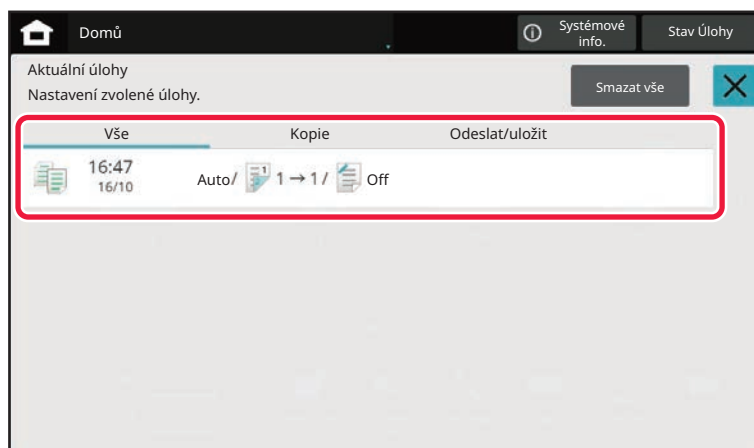 Domů
Systémové
info.
Stav Úlohy
Aktuální úlohy
Nastavení zvolené úlohy.
Smazat vše
Vše
Kopie
Odeslat/uložit
16:47
16/10
Auto/ 1 1→1/ Off